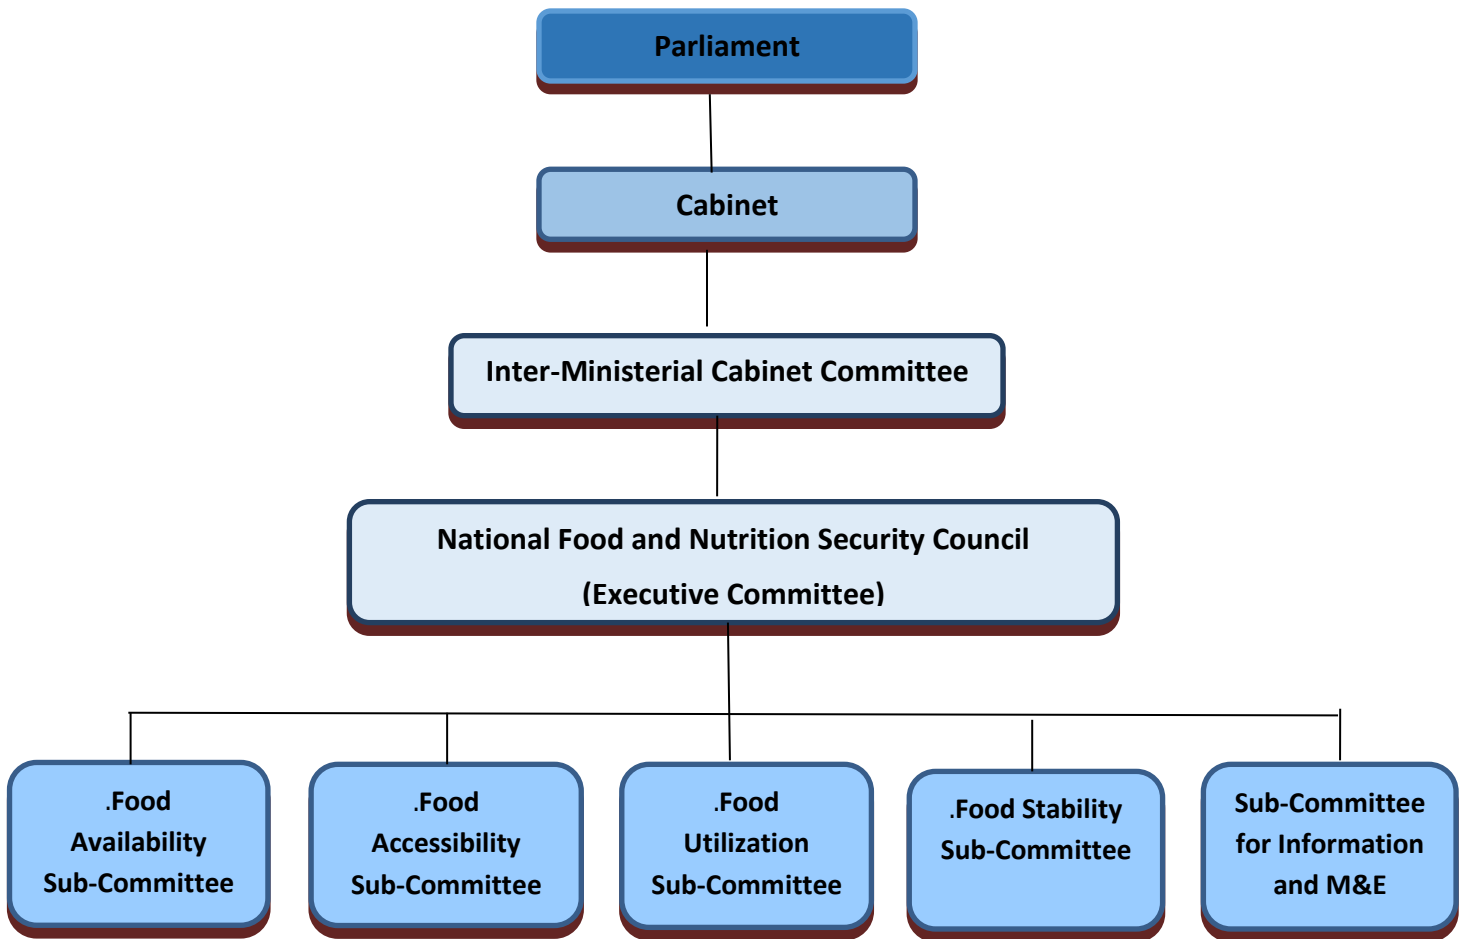 Parliament
Cabinet
Inter-Ministerial Cabinet Committee
National Food and Nutrition Security Council
(Executive Committee)
.Food
Availability
Sub-Committee
.Food
Accessibility
Sub-Committee
.Food
Utilization
Sub-Committee
.Food Stability
Sub-Committee
Sub-Committee
for Information
and M&E